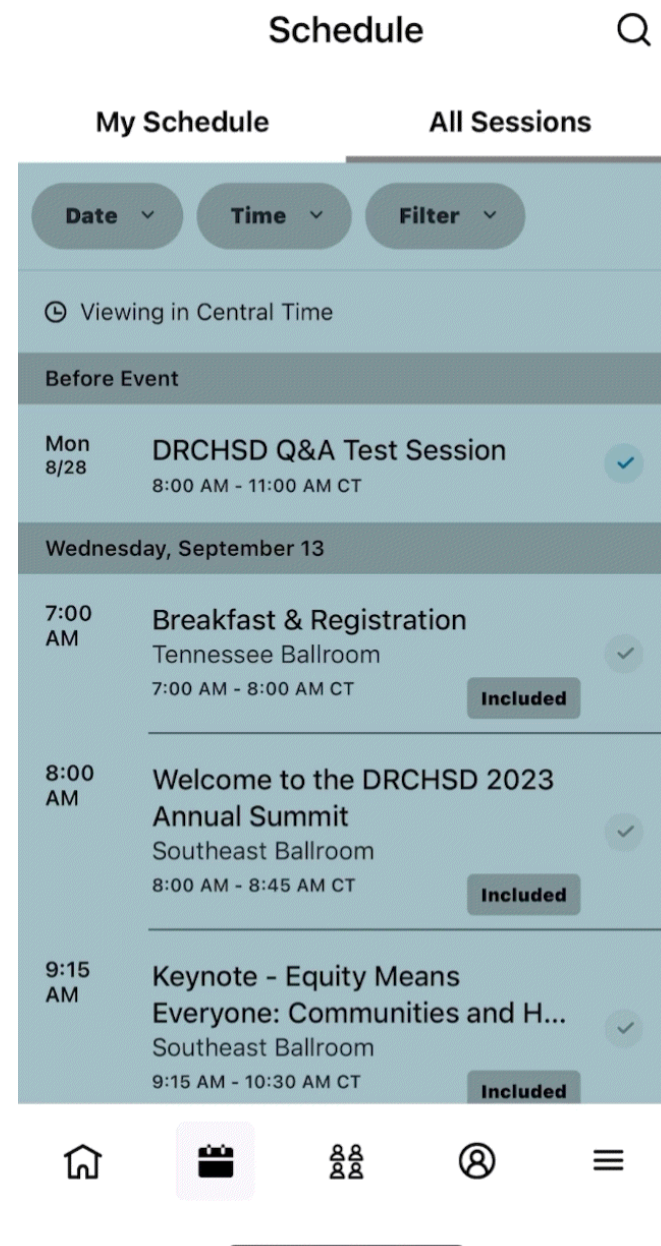 Schedule
My Schedule
All Sessions
Date
Time
Filter
Viewing in Central Time
Before Event
Mon
8/28
DRCHSD Q&A Test Session
8:00 AM - 11:00 AM CT
Wednesday, September 13
7:00
AM
Breakfast & Registration
Tennessee Ballroom
7:00 AM - 8:00 AM CT
Included
8:00
AM
Welcome to the DRCHSD 2023
Annual Summit
Southeast Ballroom
8:00 AM - 8:45 AM CT
Included
9:15
AM
Keynote - Equity Means
Everyone: Communities and H...
Southeast Ballroom
9:15 AM - 10:30 AM CT
Included